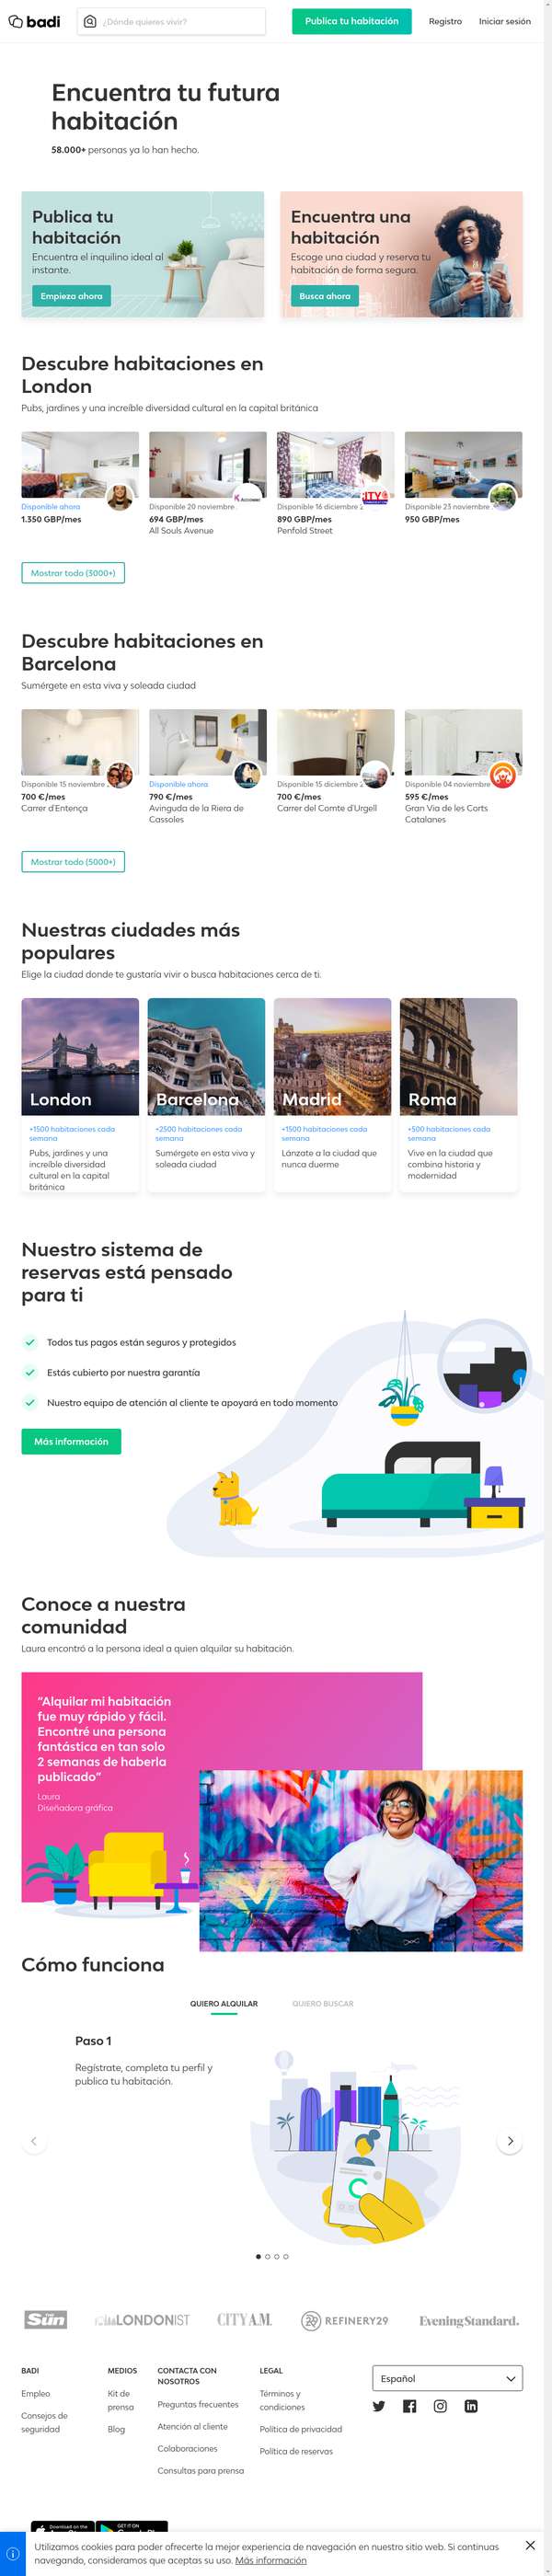 badi
¿Dónde quieres vivir?
Publica tu habitación
Registro
Iniciar sesión
Encuentra tu futura
habitación
58.000+ personas ya lo han hecho.
Publica tu
habitación
Encuentra el inquilino ideal al
instante.
Empieza ahora
Encuentra una
habitación
Escoge una ciudad y reserva tu
habitación de forma segura.
Busca ahora
Descubre habitaciones en
London
Pubs, jardines y una increíble diversidad cultural en la capital británica
Disponible ahora
1.350 GBP/mes
Disponible 20 noviembre
694 GBP/mes
All Souls Avenue
Disponible 16 diciembre
890 GBP/mes
Penfold Street
Disponible 23 noviembre
950 GBP/mes
Mostrar todo (3000+)
Descubre habitaciones en
Barcelona
Sumérgete en esta viva y soleada ciudad
Disponible 15 noviembre
700 €/mes
Carrer d'Entença
Disponible ahora
790 €/mes
Avinguda de la Riera de
Cassoles
Disponible 15 diciembre
700 €/mes
Carrer del Comte d'Urgell
Disponible 04 noviembre
595 €/mes
Gran Via de les Corts
Catalanes
Mostrar todo (5000+)
Nuestras ciudades más
populares
Elige la ciudad donde te gustaría vivir o busca habitaciones cerca de ti.
London
+1500 habitaciones cada
semana
Pubs, jardines y una
increíble diversidad
cultural en la capital
británica
Barcelona
+2500 habitaciones cada
semana
Sumérgete en esta viva y
soleada ciudad
Madrid
+1500 habitaciones cada
semana
Lánzate a la ciudad que
nunca duerme
Roma
+500 habitaciones cada
semana
Vive en la ciudad que
combina historia y
modernidad
Nuestro sistema de
reservas está pensado
para ti
Todos tus pagos están seguros y protegidos
Estás cubierto por nuestra garantía
Nuestro equipo de atención al cliente te apoyará en todo momento
Más información
Conoce a nuestra
comunidad
Laura encontró a la persona ideal a quien alquilar su habitación.
“Alquilar mi habitación
fue muy rápido y fácil.
Encontré una persona
fantástica en tan solo
2 semanas de haberla
publicado”
Laura
Diseñadora gráfica
Cómo funciona
QUIERO ALQUILAR
QUIERO BUSCAR
Paso 1
Regístrate, completa tu perfil y
publica tu habitación.
The Sun
LONDONIST
CITY A.M.
R29 REFINERY29
Evening Standard.
BADI
Empleo
Consejos de
seguridad
MEDIOS
Kit de
prensa
Blog
CONTACTA CON
NOSOTROS
Preguntas frecuentes
Atención al cliente
Colaboraciones
Consultas para prensa
LEGAL
Términos y
condiciones
Política de privacidad
Política de reservas
Español
Download on the
GET IT ON
Utilizamos cookies para poder ofrecerte la mejor experiencia de navegación en nuestro sitio web. Si continuas
navegando, consideramos que aceptas su uso. Más información